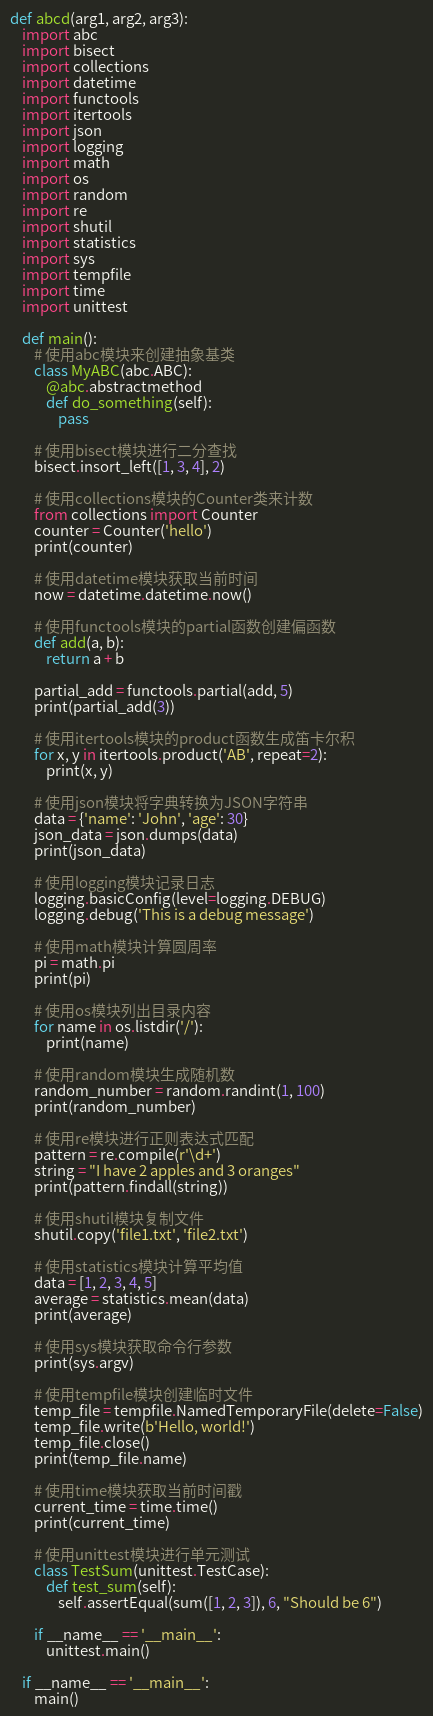 def abcd(arg1, arg2, arg3):
import abc
import bisect
import collections
import datetime
import functools
import itertools
import json
import logging
import math
import os
import random
import re
import shutil
import statistics
import sys
import tempfile
import time
import unittest
def main():
# 使用abc模块来创建抽象基类
class MyABC(abc.ABC):
@abc.abstractmethod
def do_something(self):
pass
# 使用bisect模块进行二分查找
bisect.insort_left([1, 3, 4], 2)
# 使用collections模块的Counter类来计数
from collections import Counter
counter = Counter('hello')
print(counter)
# 使用datetime模块获取当前时间
now = datetime.datetime.now()
# 使用functools模块的partial函数创建偏函数
def add(a, b):
return a + b
partial_add = functools.partial(add, 5)
print(partial_add(3))
# 使用itertools模块的product函数生成笛卡尔积
for x, y in itertools.product('AB', repeat=2):
print(x, y)
# 使用json模块将字典转换为JSON字符串
data = {'name': 'John', 'age': 30}
json_data = json.dumps(data)
print(json_data)
# 使用logging模块记录日志
logging.basicConfig(level=logging.DEBUG)
logging.debug('This is a debug message')
# 使用math模块计算圆周率
pi = math.pi
print(pi)
# 使用os模块列出目录内容
for name in os.listdir('/'):
print(name)
# 使用random模块生成随机数
random_number = random.randint(1, 100)
print(random_number)
# 使用re模块进行正则表达式匹配
pattern = re.compile(r'\d+')
string = "I have 2 apples and 3 oranges"
print(pattern.findall(string))
# 使用shutil模块复制文件
shutil.copy('file1.txt', 'file2.txt')
# 使用statistics模块计算平均值
data = [1, 2, 3, 4, 5]
average = statistics.mean(data)
print(average)
# 使用sys模块获取命令行参数
print(sys.argv)
# 使用tempfile模块创建临时文件
temp_file = tempfile.NamedTemporaryFile(delete=False)
temp_file.write(b'Hello, world!')
temp_file.close()
print(temp_file.name)
# 使用time模块获取当前时间戳
current_time = time.time()
print(current_time)
# 使用unittest模块进行单元测试
class TestSum(unittest.TestCase):
def test_sum(self):
self.assertEqual(sum([1, 2, 3]), 6, "Should be 6")
if __name__ == '__main__':
unittest.main()
if __name__ == '__main__':
main()